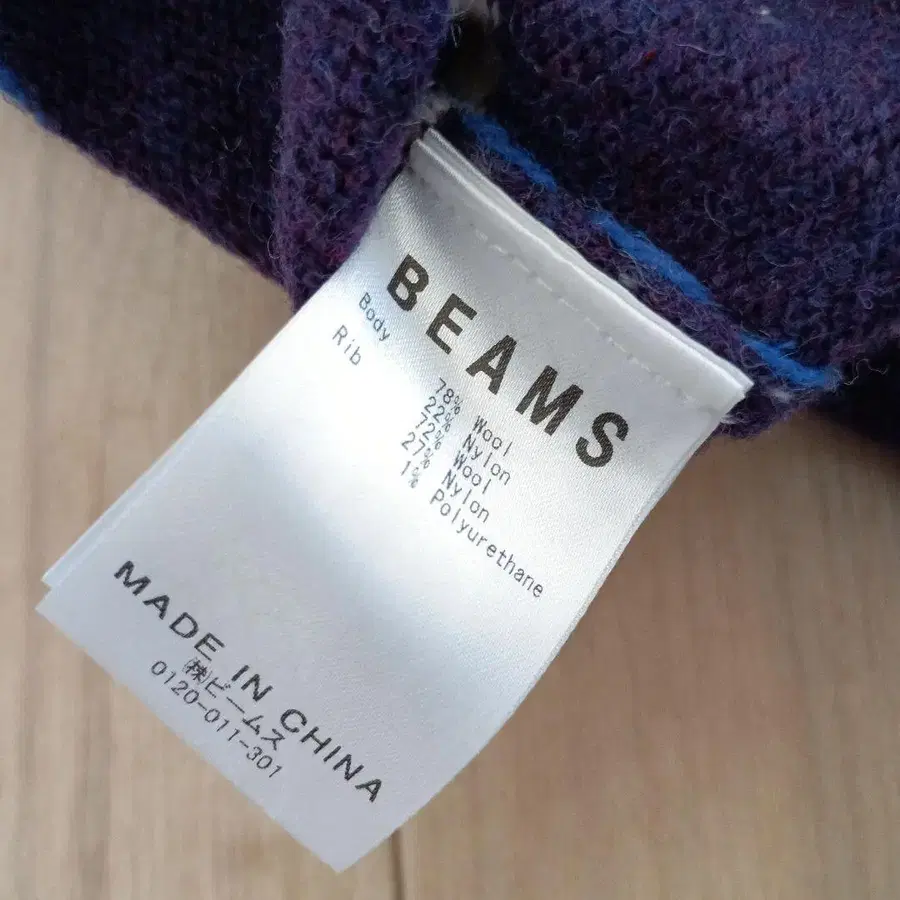 BEAMS
Body 78% Wool
22% Nylon
Rib 72% Wool
27% Nylon
1% Polyurethane
MADE IN CHINA
㈱ビームス
0120-011-301